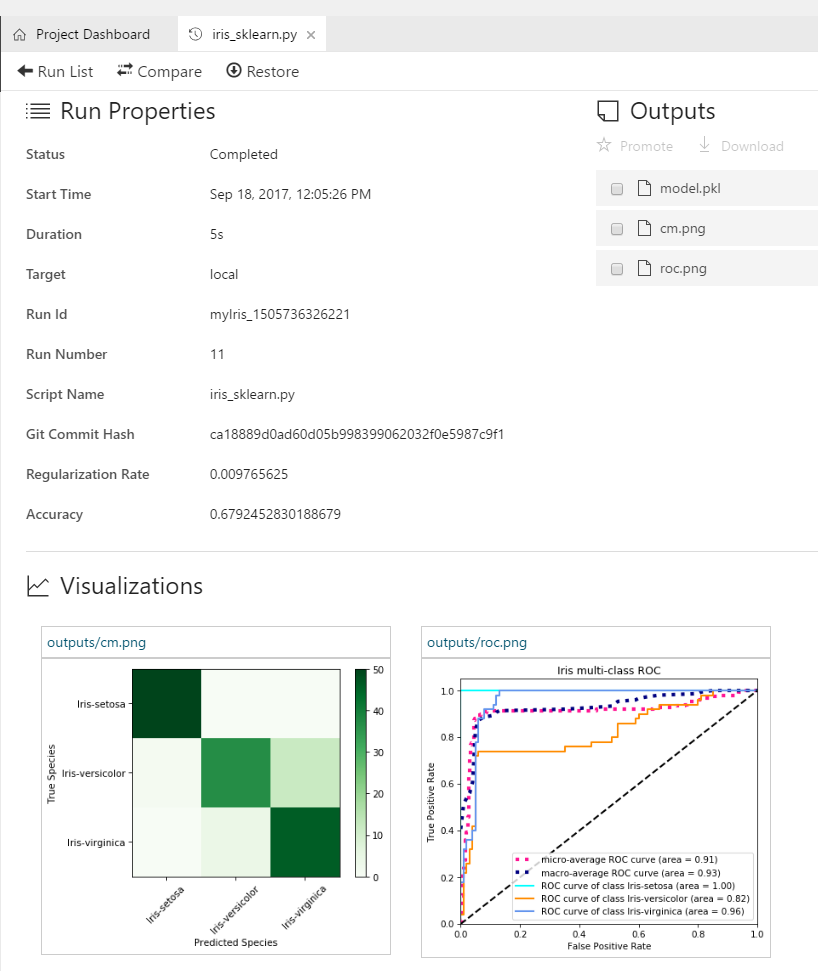 Project Dashboard
iris_sklearn.py
Run List
Compare
Restore
Run Properties
Status Completed
Start Time Sep 18, 2017, 12:05:26 PM
Duration 5s
Target local
Run Id myIris_1505736326221
Run Number 11
Script Name iris_sklearn.py
Git Commit Hash ca18889d0ad60d05b998399062032f0e5987c9f1
Regularization Rate 0.009765625
Accuracy 0.6792452830188679
Outputs
Promote
Download
model.pkl
cm.png
roc.png
Visualizations
outputs/cm.png
True Species
Iris-setosa
Iris-versicolor
Iris-virginica
Iris-setosa
Iris-versicolor
Iris-virginica
Predicted Species
50
40
30
20
10
0
outputs/roc.png
Iris multi-class ROC
True Positive Rate
1.0
0.8
0.6
0.4
0.2
0.0
micro-average ROC curve (area = 0.91)
macro-average ROC curve (area = 0.93)
ROC curve of class Iris-setosa (area = 1.00)
ROC curve of class Iris-versicolor (area = 0.82)
ROC curve of class Iris-virginica (area = 0.96)
0.0 0.2 0.4 0.6 0.8 1.0
False Positive Rate